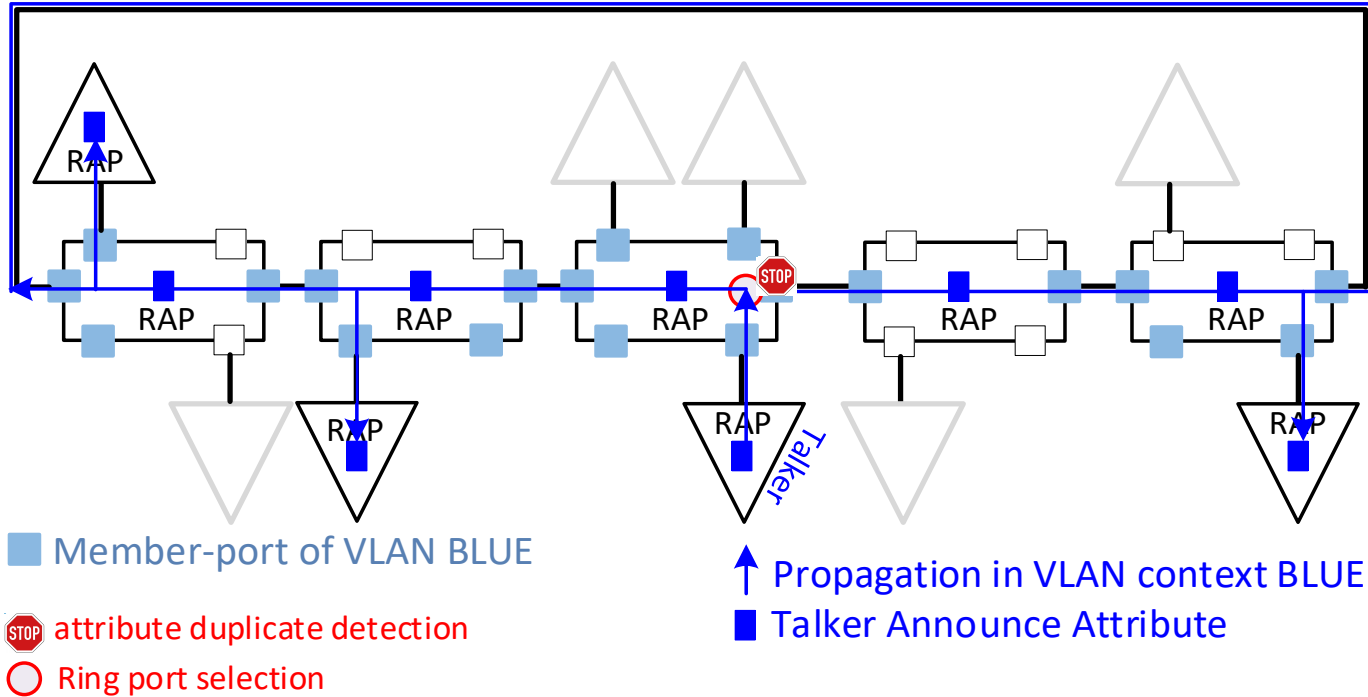 RAP
STOP
RAP
RAP
RAP
RAP
RAP
RAP
RAP
RAP
Talker
Member-port of VLAN BLUE
Propagation in VLAN context BLUE
STOP attribute duplicate detection
Talker Announce Attribute
Ring port selection